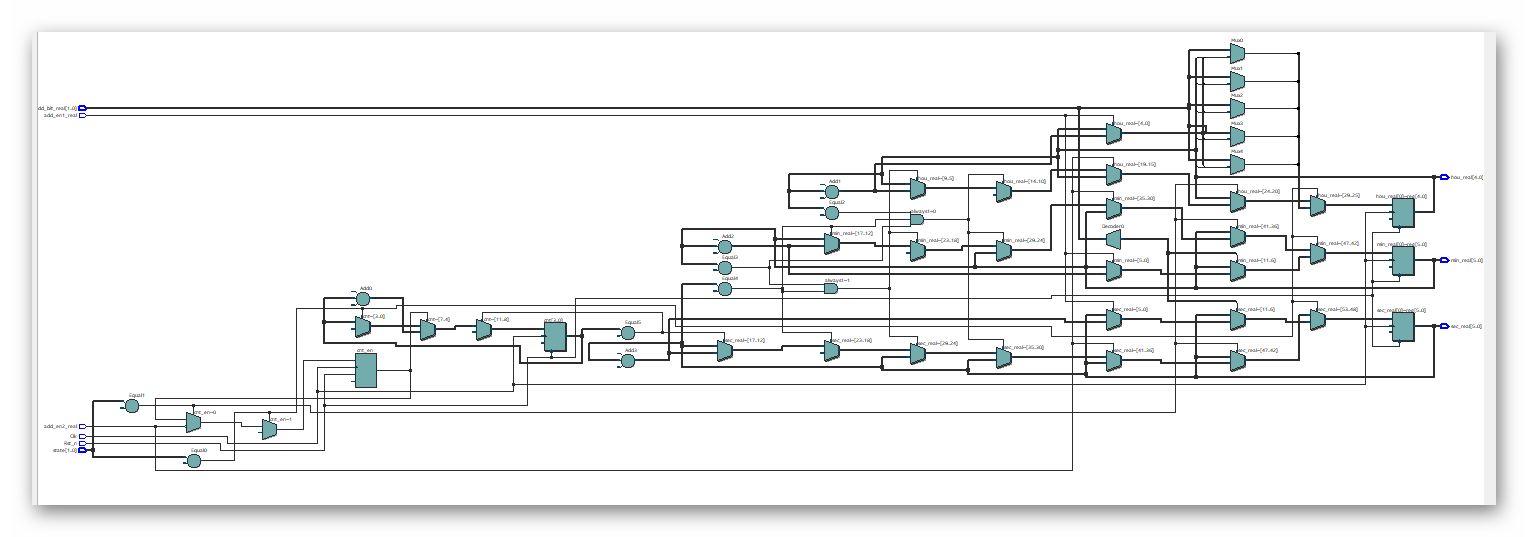 Mux0
Mux1
Mux2
Mux3
Mux4
dd_bit_real[1..0]
add_en1_real
hou_real~[4..0]
hou_real~[19..15]
Add1
hou_real~[9..5]
hou_real~[14..10]
hou_real[4..0]
hou_real~[24..20]
hou_real~[29..25]
hou_real[0]~reg[4..0]
Equal2
always1~0
min_real~[35..30]
Add2
min_real~[17..12]
min_real~[23..18]
min_real~[29..24]
Decoder0
min_real~[41..36]
min_real~[47..42]
min_real[0]~reg[5..0]
Equal3
min_real~[5..0]
min_real~[11..6]
min_real[5..0]
Equal4
always1~1
Add0
cnt~[3..0]
cnt~[7..4]
cnt~[11..8]
cnt[3..0]
Equal5
sec_real~[5..0]
sec_real~[11..6]
sec_real~[53..48]
sec_real[0]~reg[5..0]
sec_real[5..0]
cnt_en
Add3
sec_real~[17..12]
sec_real~[23..18]
sec_real~[29..24]
sec_real~[35..30]
sec_real~[41..36]
sec_real~[47..42]
Equal1
cnt_en~0
cnt_en~1
add_en2_real
Clk
Rst_n
state[1..0]
Equal0